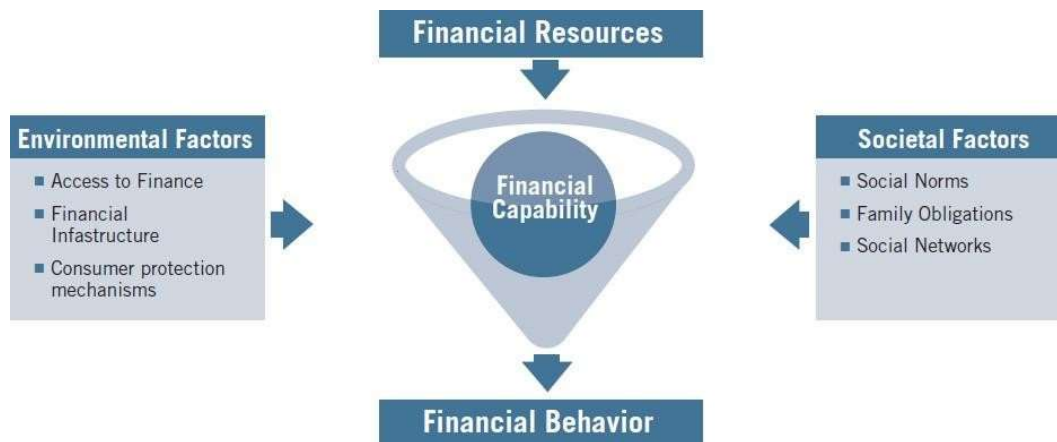 Financial Resources
Environmental Factors
Access to Finance
Financial
Infastructure
Consumer protection
mechanisms
Financial
Capability
Societal Factors
Social Norms
Family Obligations
Social Networks
Financial Behavior